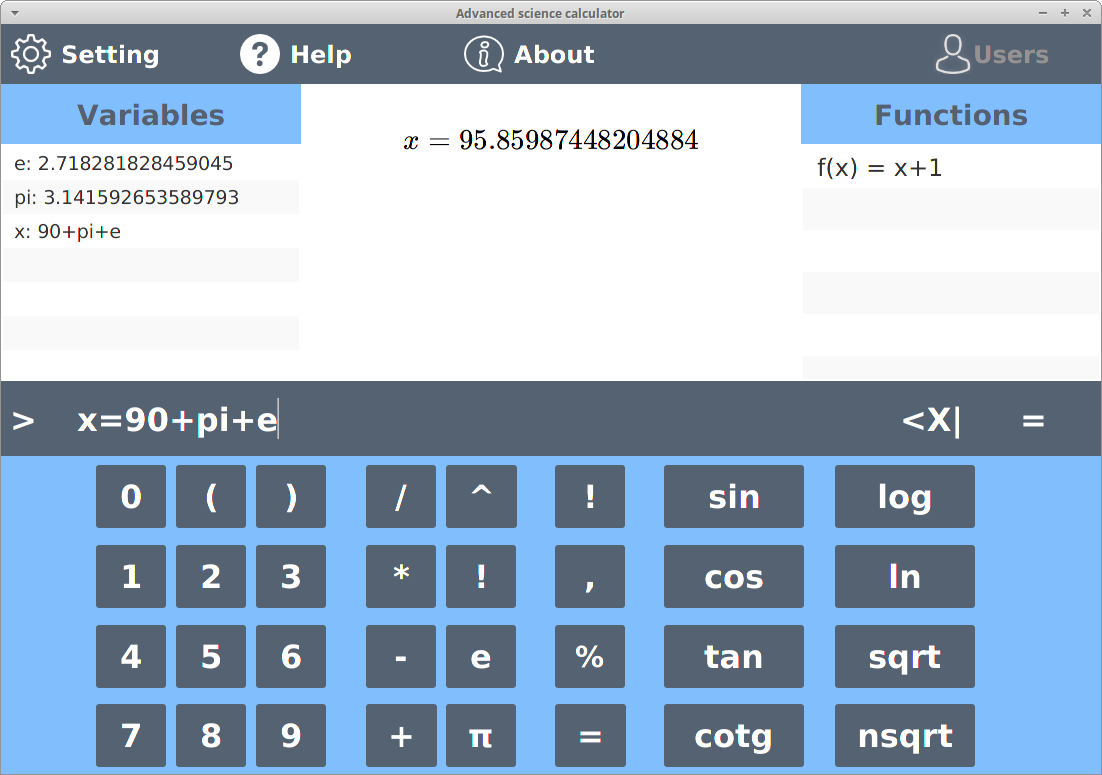 Advanced science calculator
Setting Help About Users
Variables
e: 2.718281828459045
pi: 3.141592653589793
x: 90+pi+e
x = 95.85987448204884
Functions
f(x) = x+1
> x=90+pi+e <X| =
0 ( ) / ^ ! sin log
1 2 3 * ! , cos ln
4 5 6 - e % tan sqrt
7 8 9 + π = cotg nsqrt